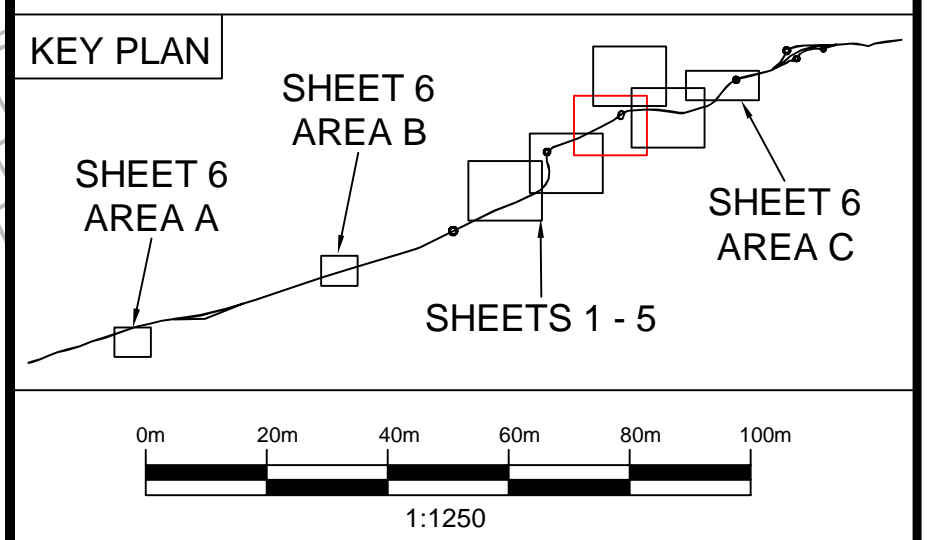 KEY PLAN
SHEET 6
AREA B
SHEET 6
AREA A
SHEET 6
AREA C
SHEETS 1 - 5
0m 20m 40m 60m 80m 100m
1:1250